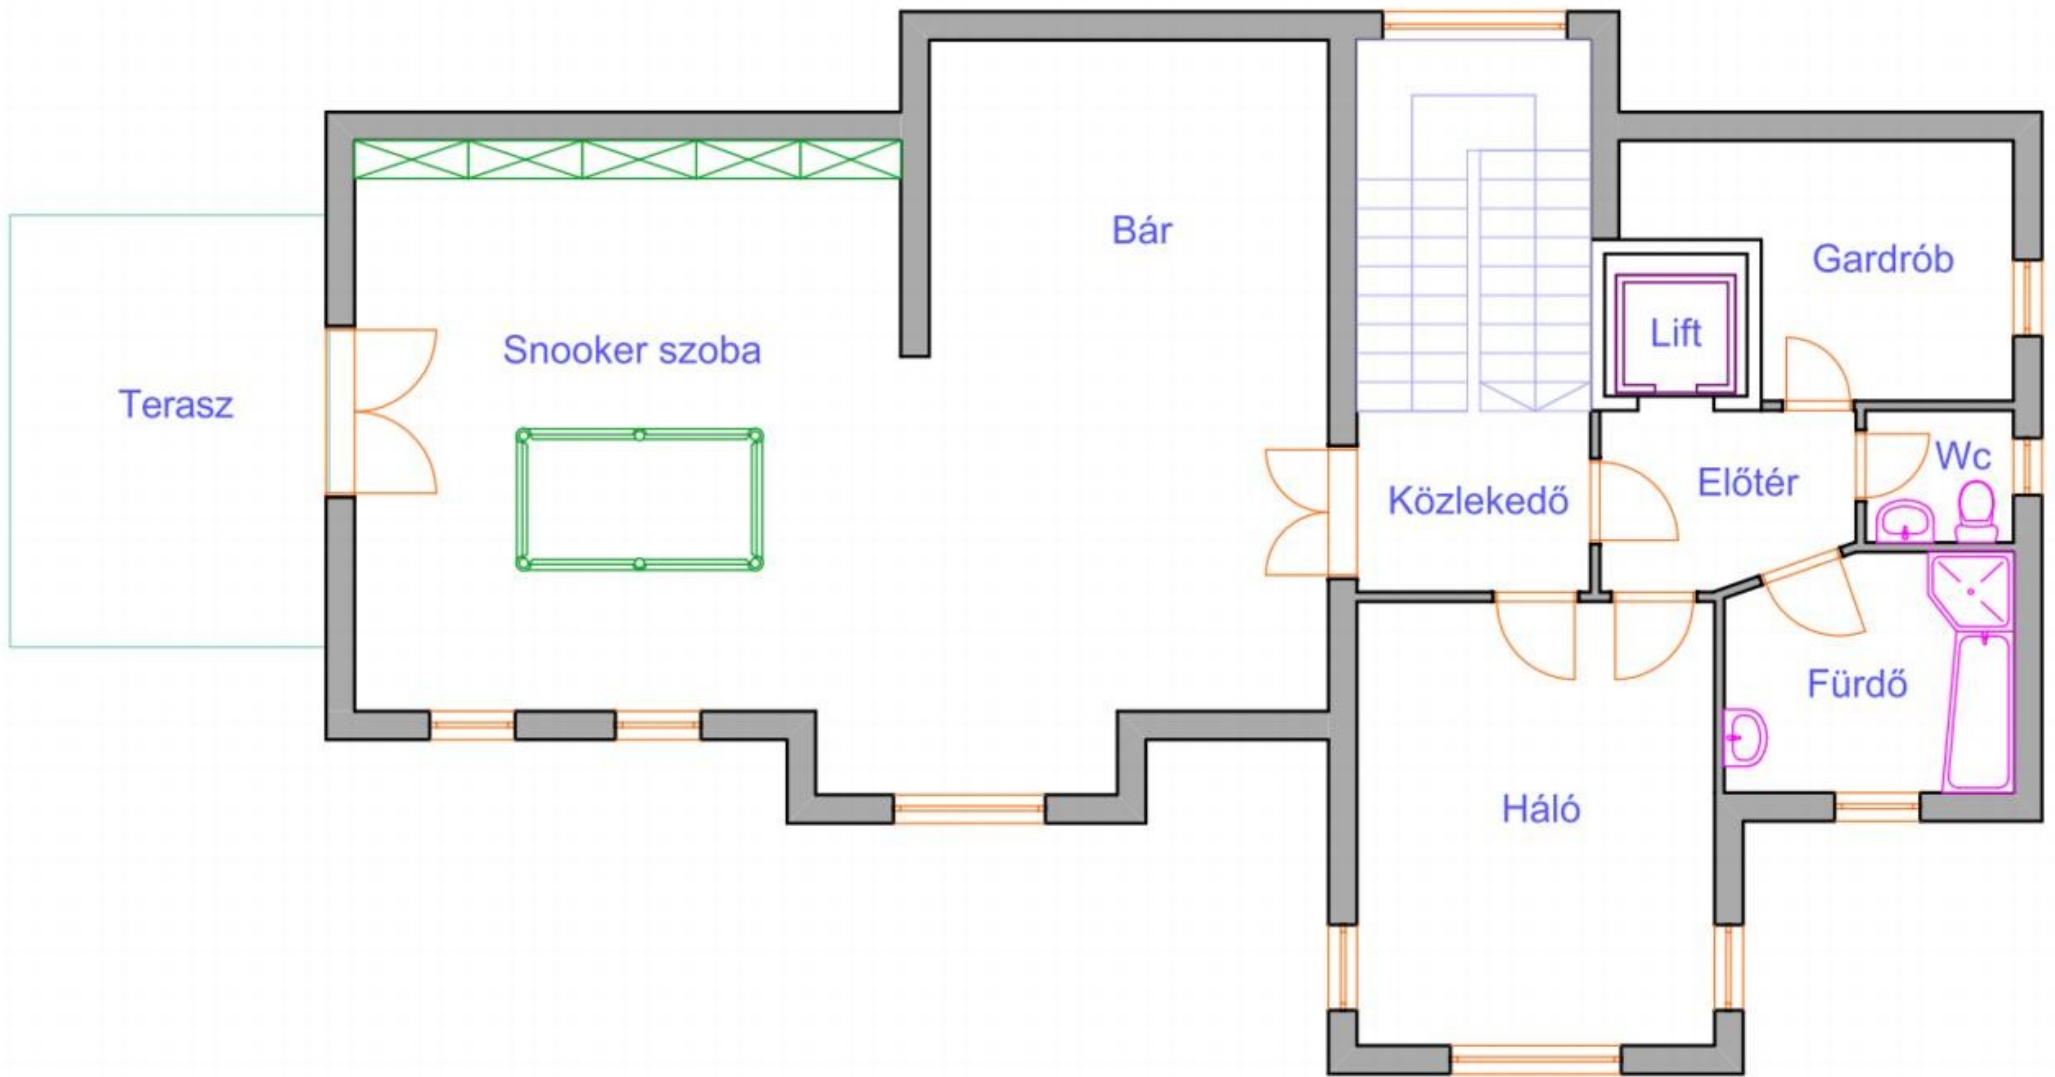 Bár
Gardrób
Lift
Snooker szoba
Terasz
Wc
Előtér
Közlekedő
Fürdő
Háló